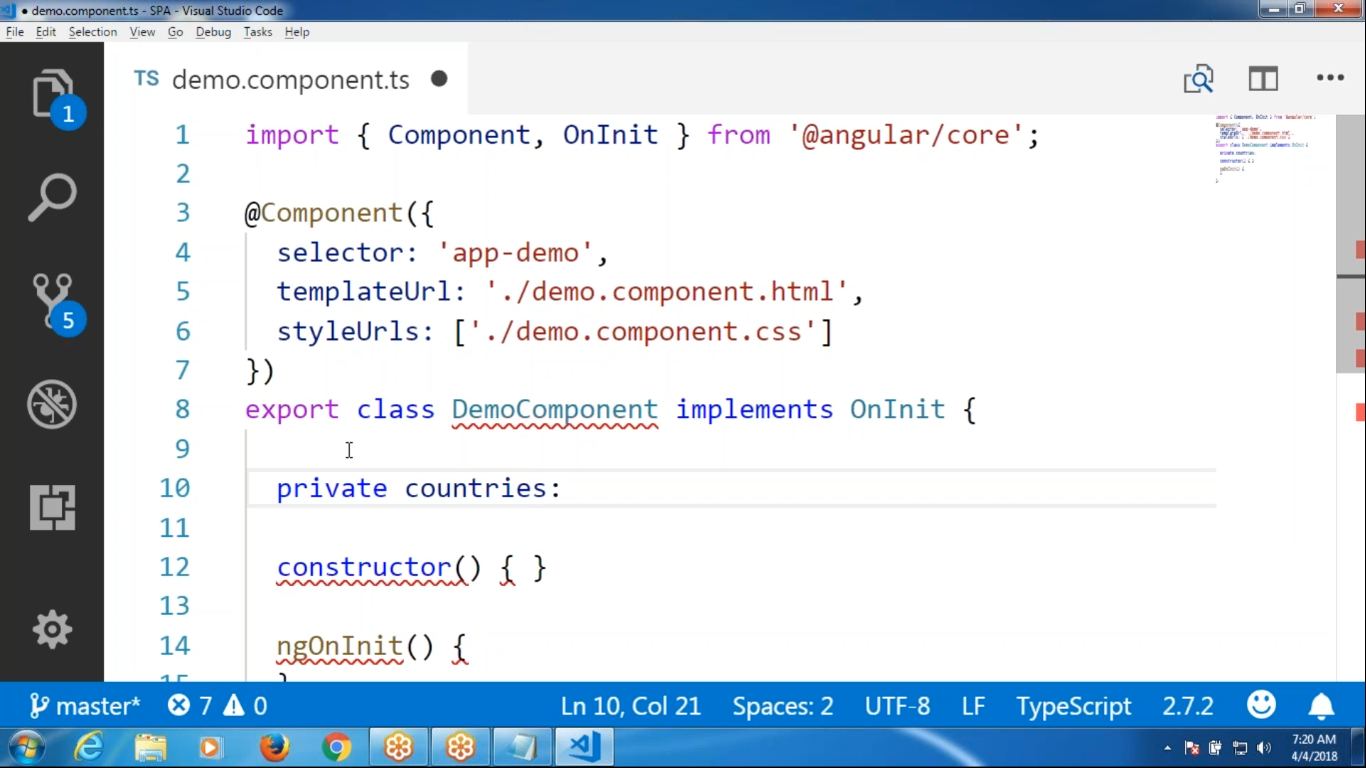 demo.component.ts - SPA - Visual Studio Code
File Edit Selection View Go Debug Tasks Help
TS demo.component.ts
1
5
1 import { Component, OnInit } from '@angular/core';
2
3 @Component({
4 selector: 'app-demo',
5 templateUrl: './demo.component.html',
6 styleUrls: ['./demo.component.css']
7 })
8 export class DemoComponent implements OnInit {
9
10 private countries:
11
12 constructor() { }
13
14 ngOnInit() {
master* 7 0 Ln 10, Col 21 Spaces: 2 UTF-8 LF TypeScript 2.7.2
7:20 AM
4/4/2018